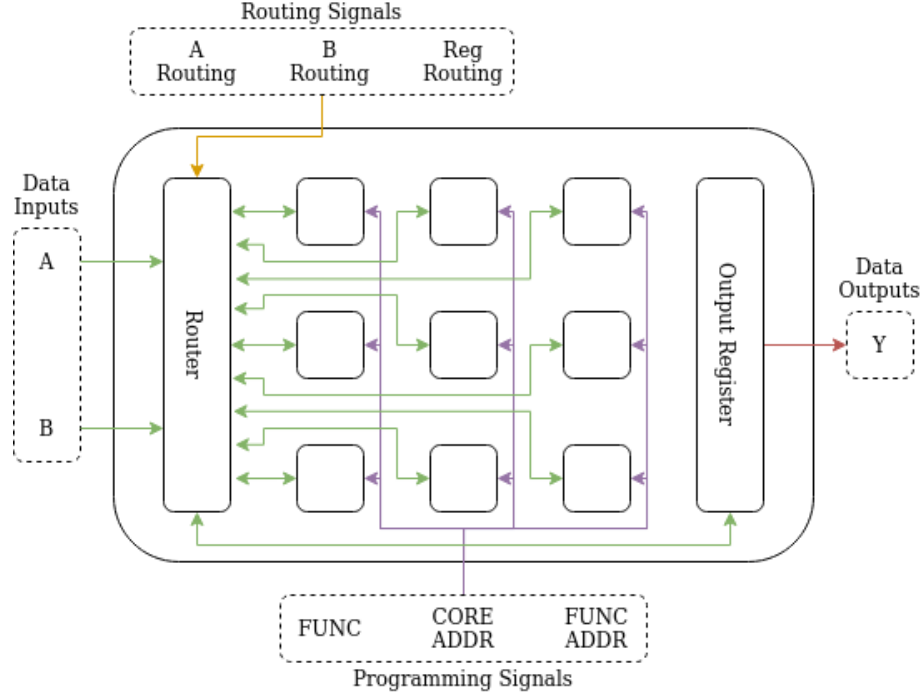 Routing Signals
A
Routing
B
Routing
Reg
Routing
Data
Inputs
A
B
Router
Output Register
Data
Outputs
Y
FUNC
CORE
ADDR
FUNC
ADDR
Programming Signals